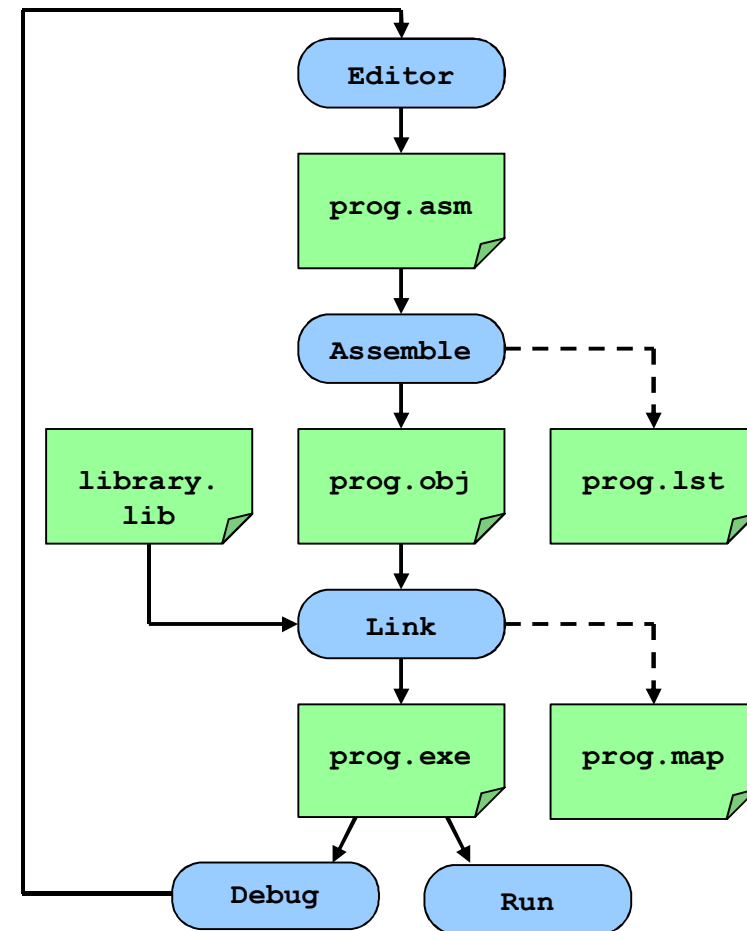 Editor
prog.asm
Assemble
library.
lib
prog.obj
prog.lst
Link
prog.exe
prog.map
Debug
Run